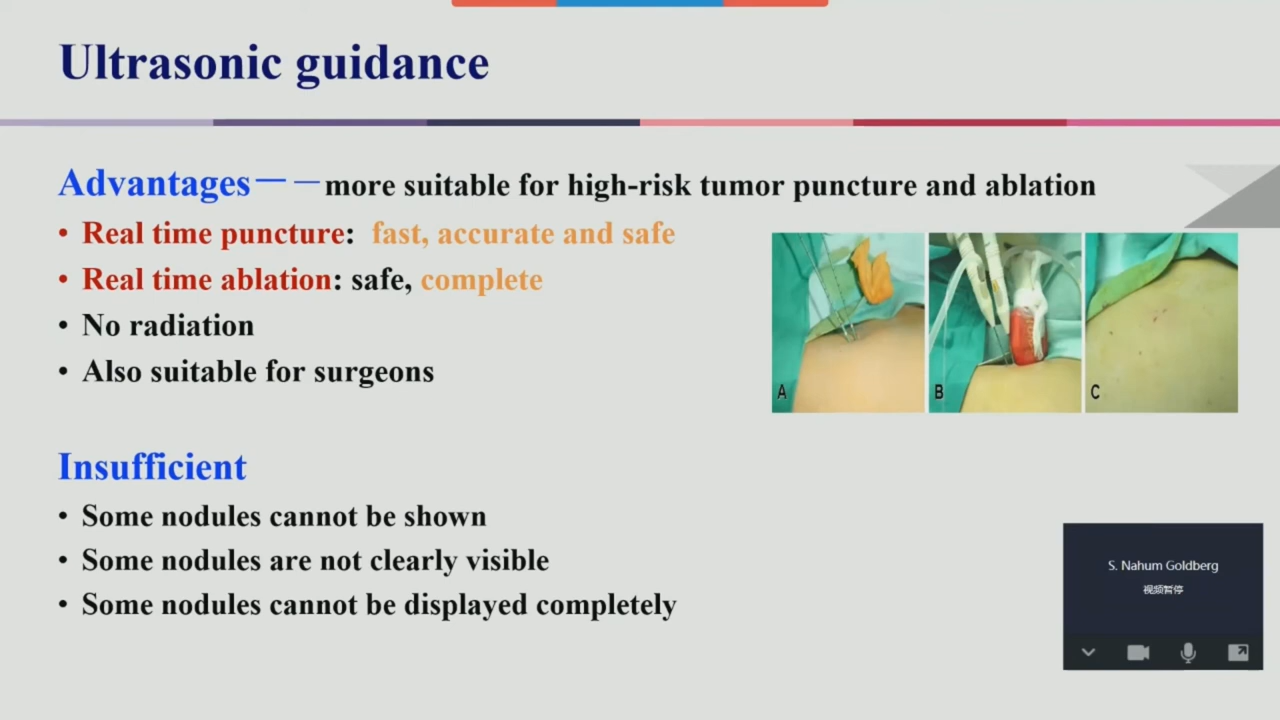 Ultrasonic guidance
Advantages——more suitable for high-risk tumor puncture and ablation
• Real time puncture: fast, accurate and safe
• Real time ablation: safe, complete
• No radiation
• Also suitable for surgeons
A
B
C
Insufficient
• Some nodules cannot be shown
• Some nodules are not clearly visible
• Some nodules cannot be displayed completely
S. Nahum Goldberg
视频暂停